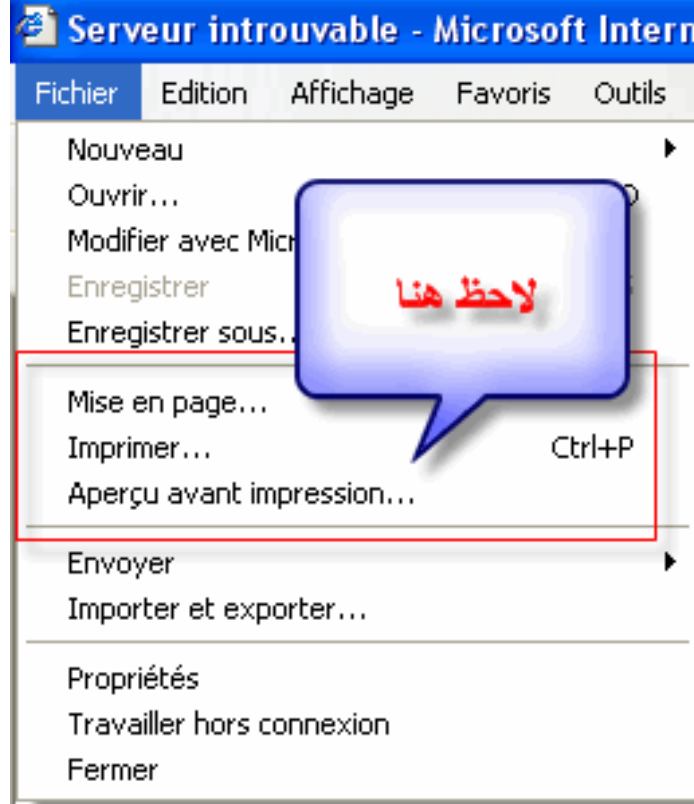 Serveur introuvable - Microsoft Intern
Fichier Edition Affichage Favoris Outils
Nouveau
Ouvrir...
Modifier avec Micr
Enregistrer
Enregistrer sous..
لاحظ هنا
Mise en page...
Imprimer... Ctrl+P
Aperçu avant impression...
Envoyer
Importer et exporter...
Propriétés
Travailler hors connexion
Fermer